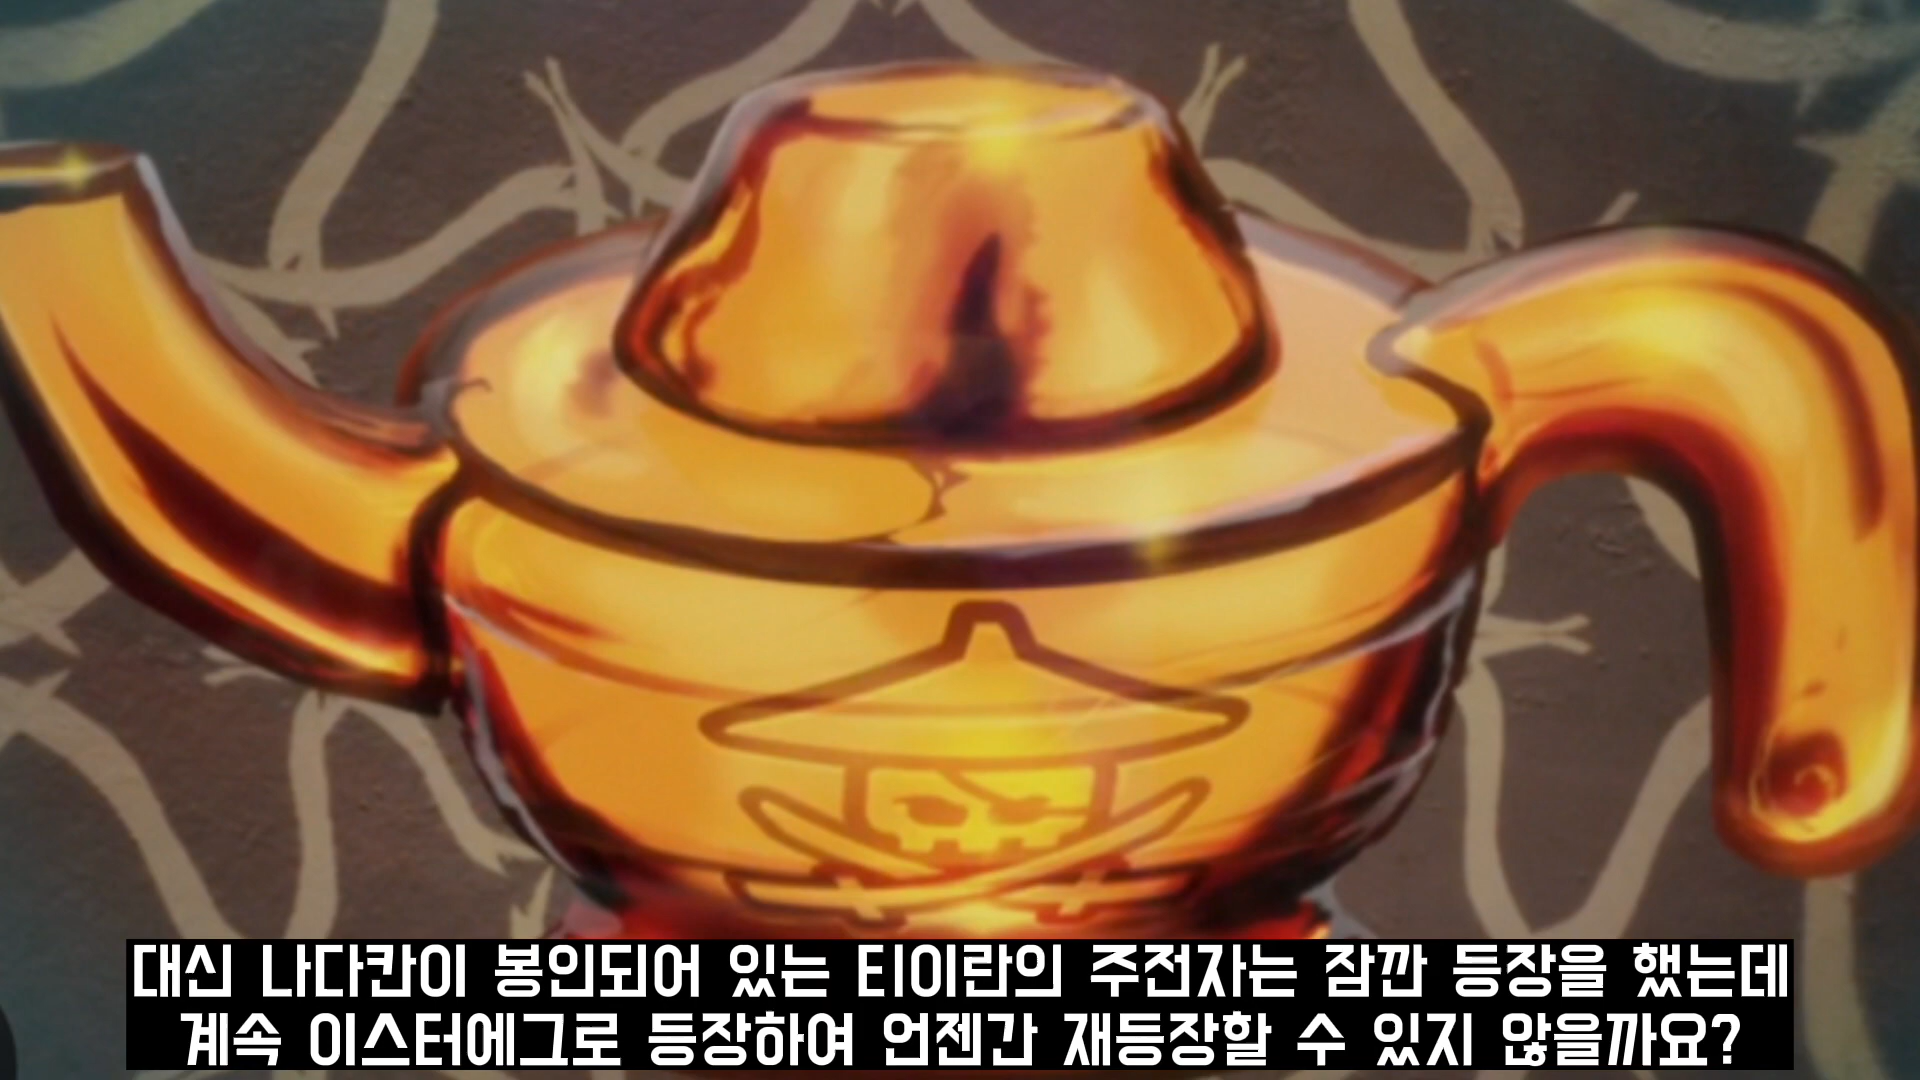 대신 나다칸이 봉인되어 있는 티이란의 주전자는 잠깐 등장을 했는데
계속 이스터에그로 등장하여 언젠간 재등장할 수 있지 않을까요?